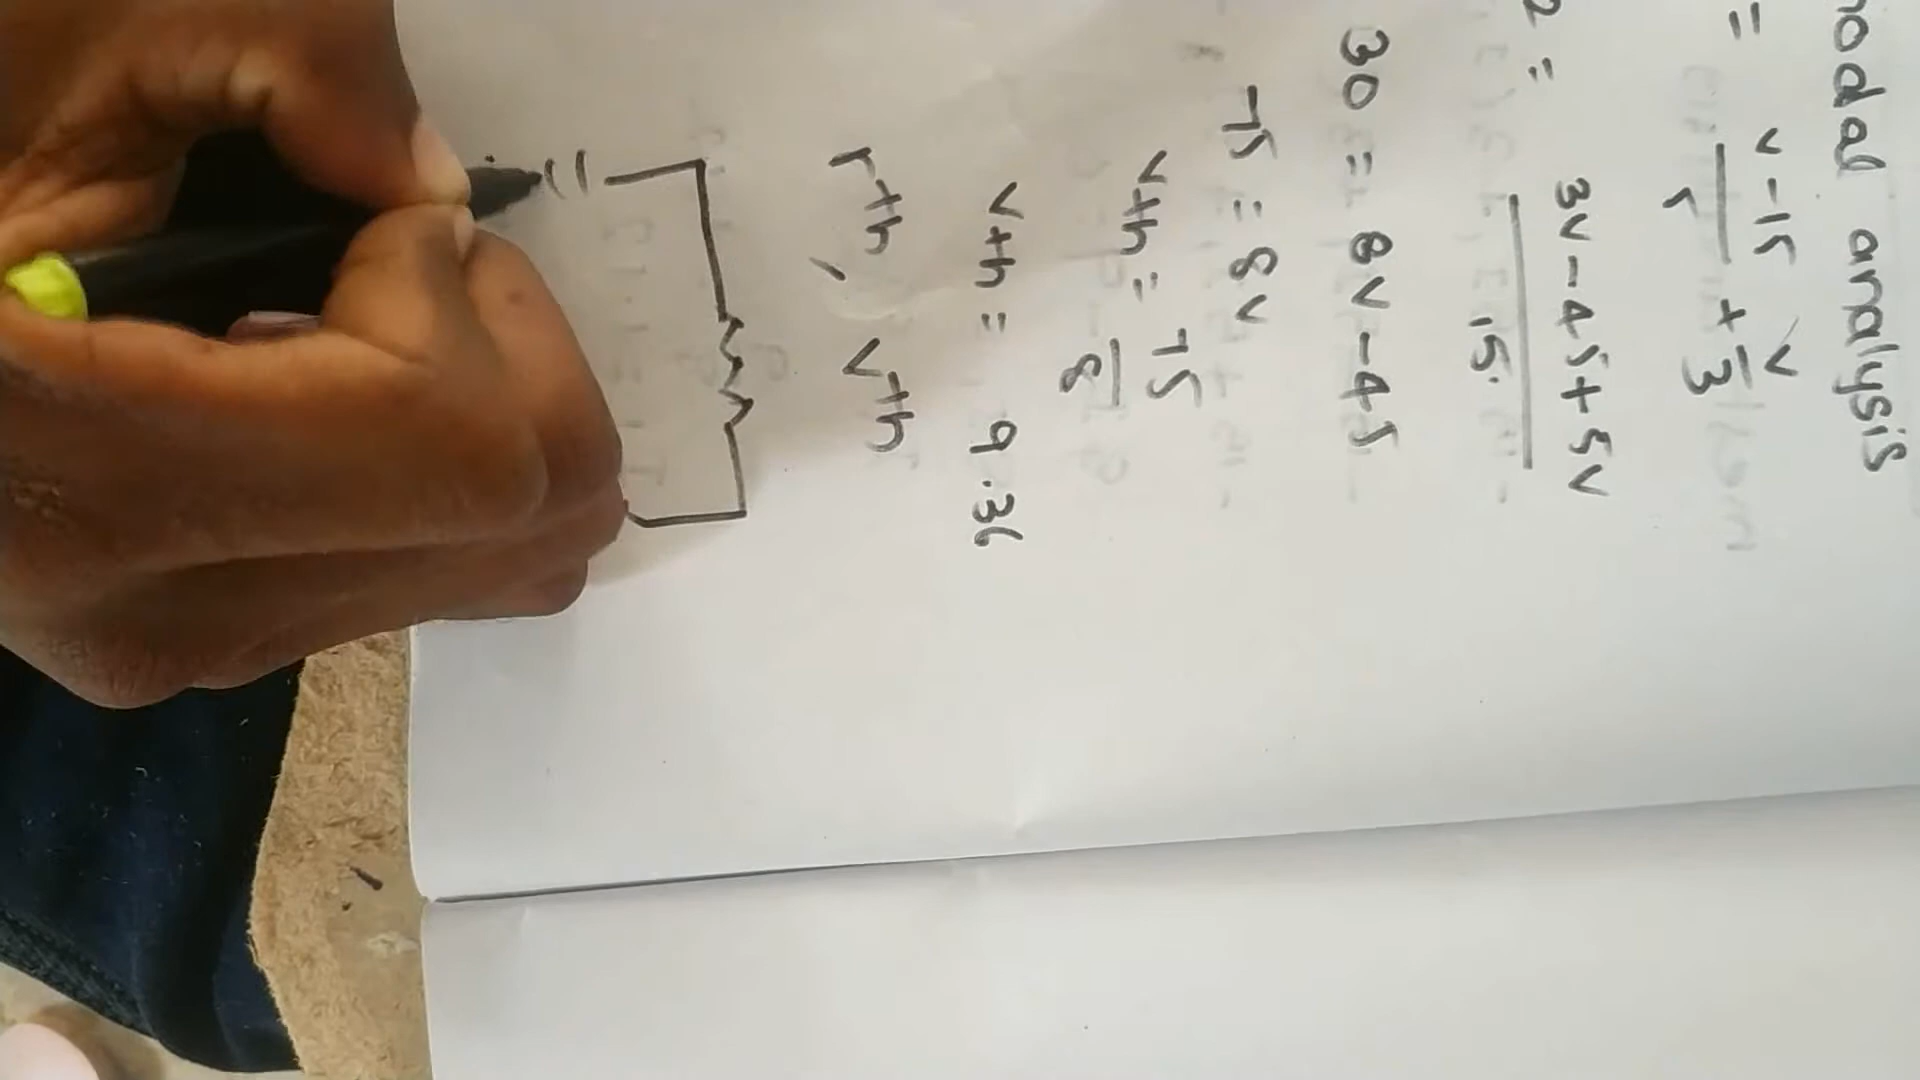 nodal analysis
= v-15/5 + v/3
2 = 3v-45+5v/15.
30 = 8v-45
75 = 8v
vth = 75/8
vth = 9.36
rth, vth